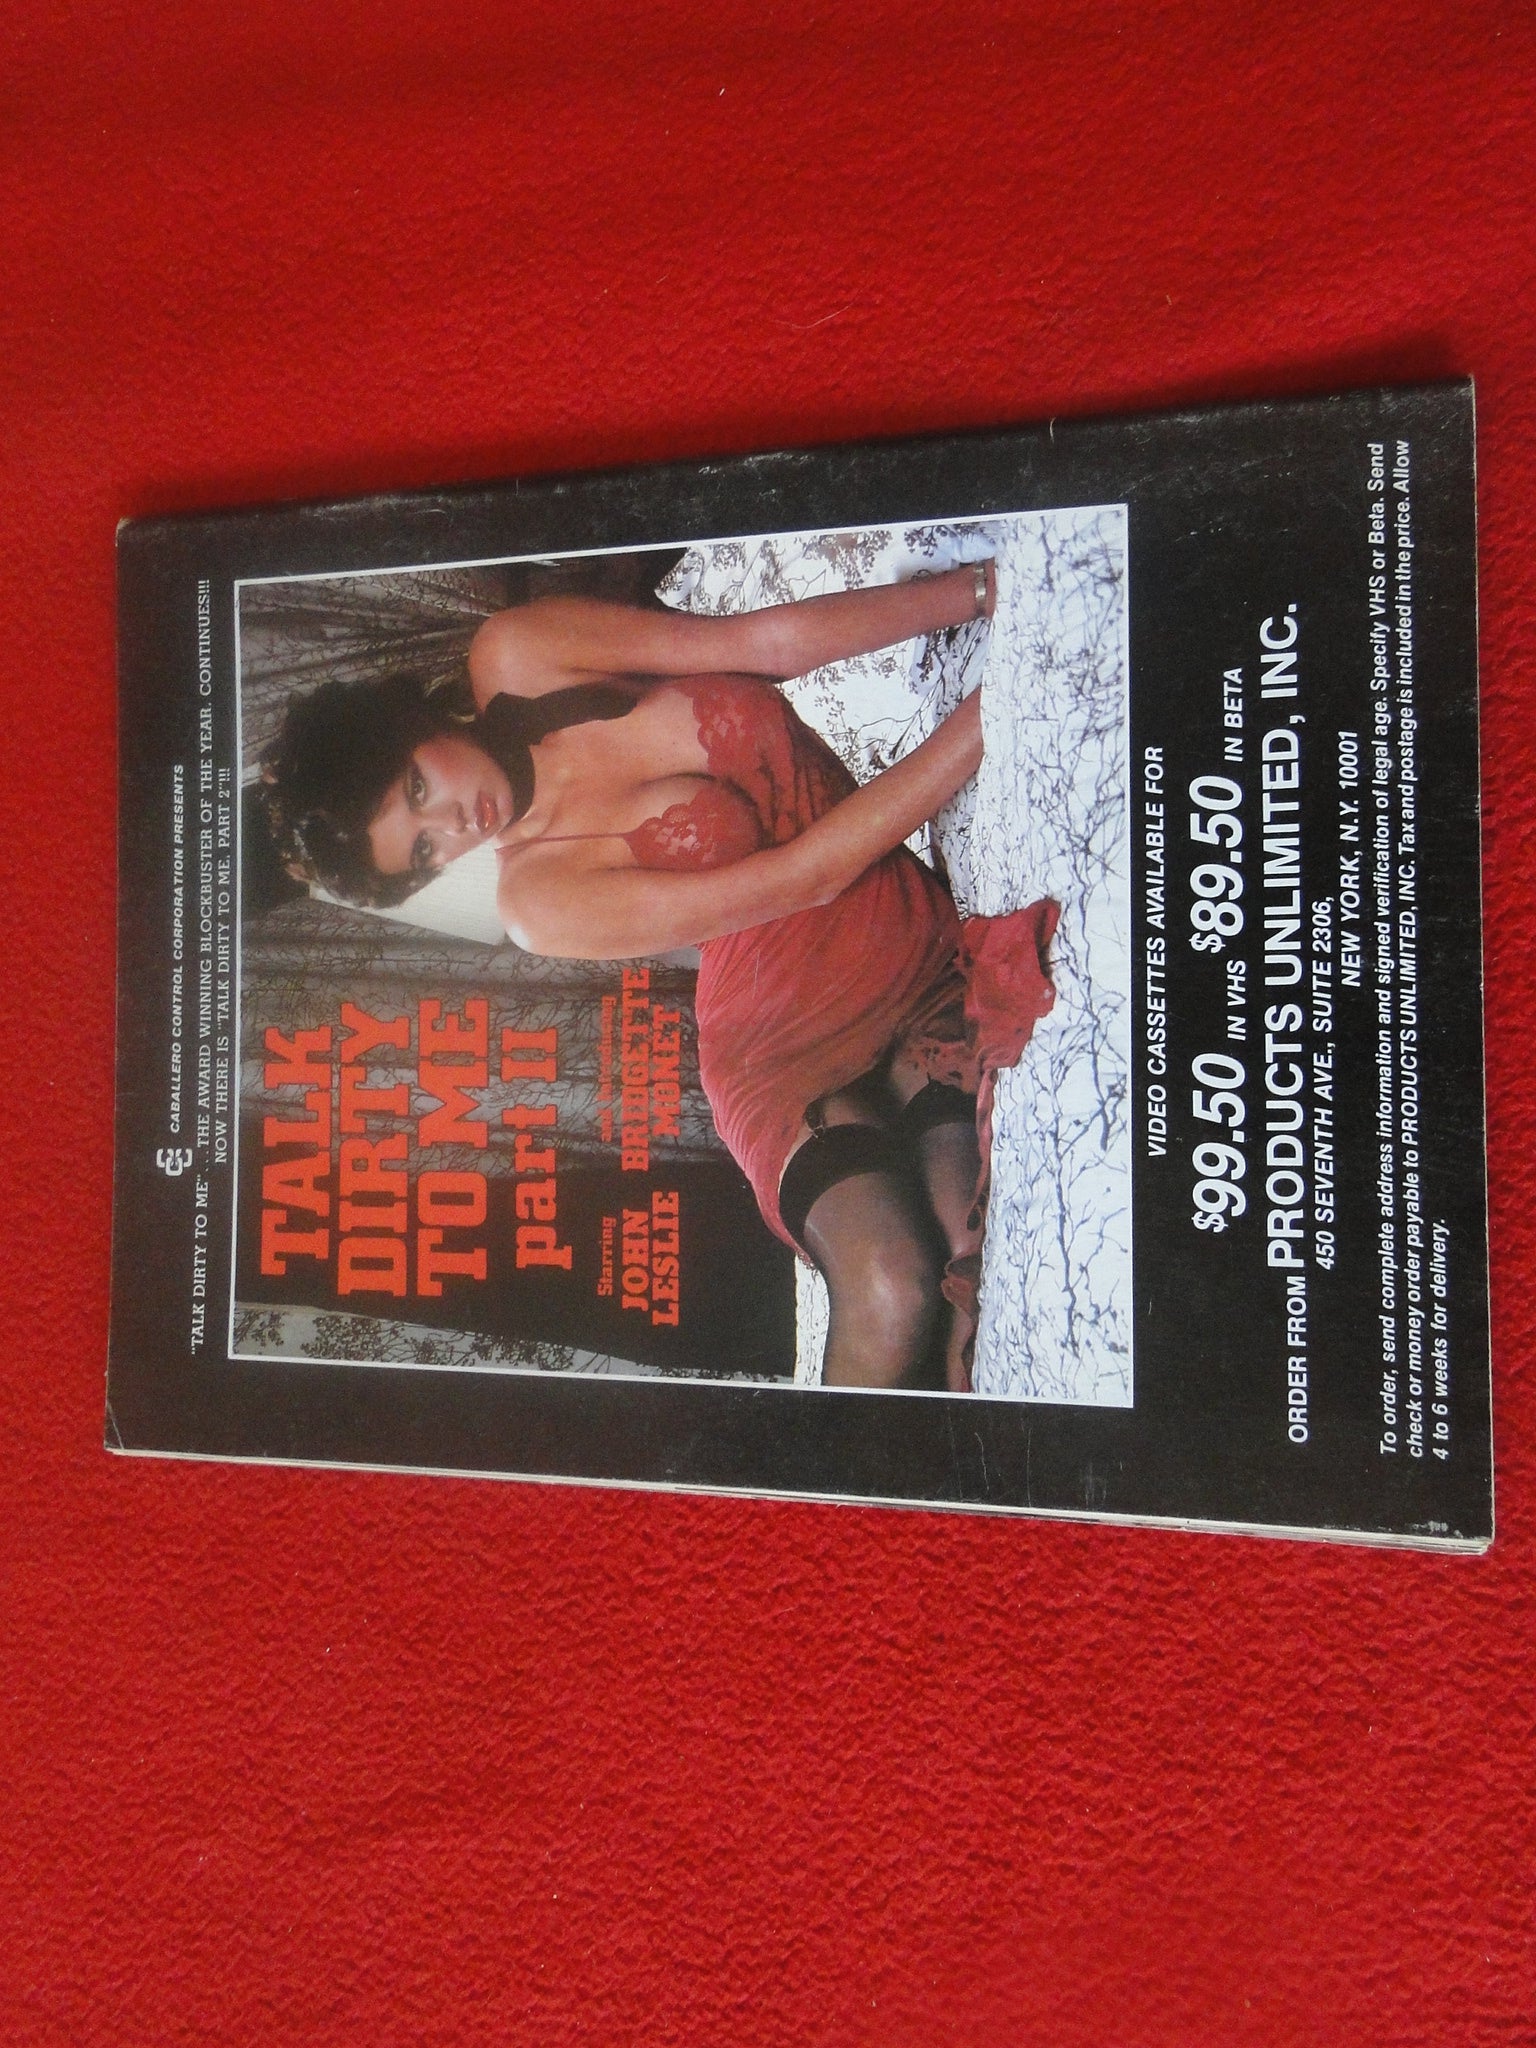 CABALLERO CONTROL CORPORATION PRESENTS
"TALK DIRTY TO ME" ... THE AWARD WINNING BLOCKBUSTER OF THE YEAR. CONTINUES!!!
NOW THERE IS "TALK DIRTY TO ME. PART 2"!!!
TALK
DIRTY
TO ME
part II
Starring
JOHN
LESLIE
and introducing
BRIDGETTE
MONET
VIDEO CASSETTES AVAILABLE FOR
$99.50 IN VHS $89.50 IN BETA
ORDER FROM PRODUCTS UNLIMITED, INC.
450 SEVENTH AVE., SUITE 2306,
NEW YORK, N.Y. 10001
To order, send complete address information and signed verification of legal age. Specify VHS or Beta. Send
check or money order payable to PRODUCTS UNLIMITED, INC. Tax and postage is included in the price. Allow
4 to 6 weeks for delivery.